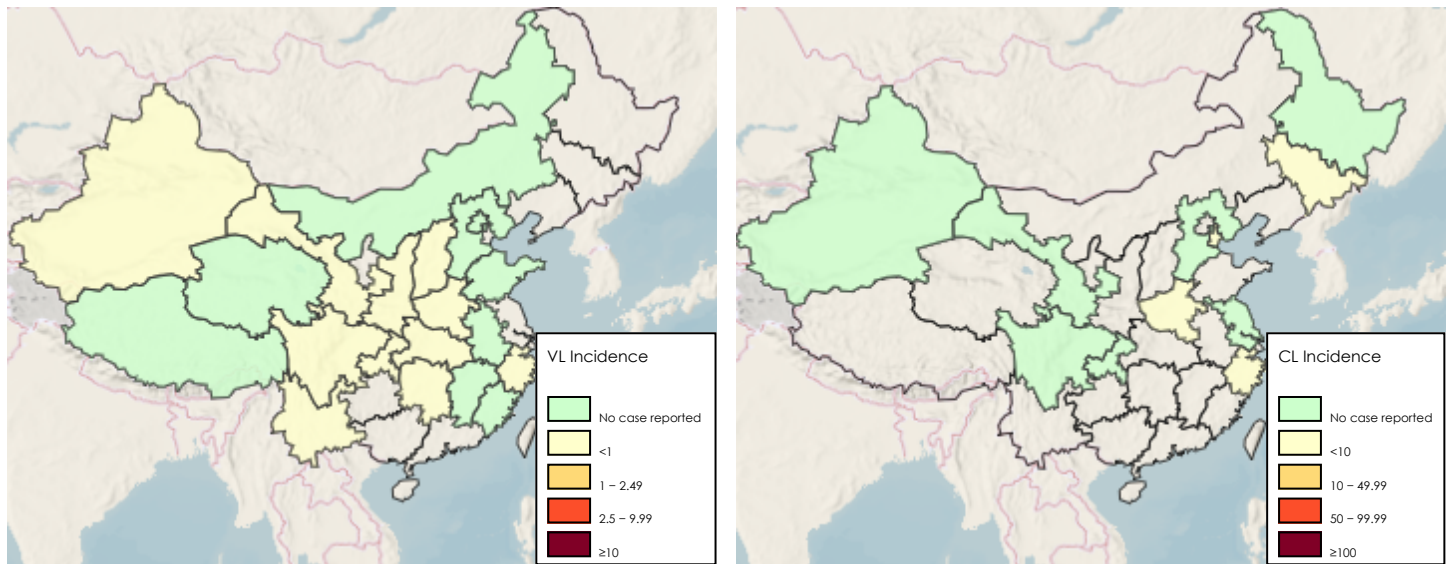 VL Incidence
No case reported
<1
1 – 2.49
2.5 – 9.99
≥10
CL Incidence
No case reported
<10
10 – 49.99
50 – 99.99
≥100